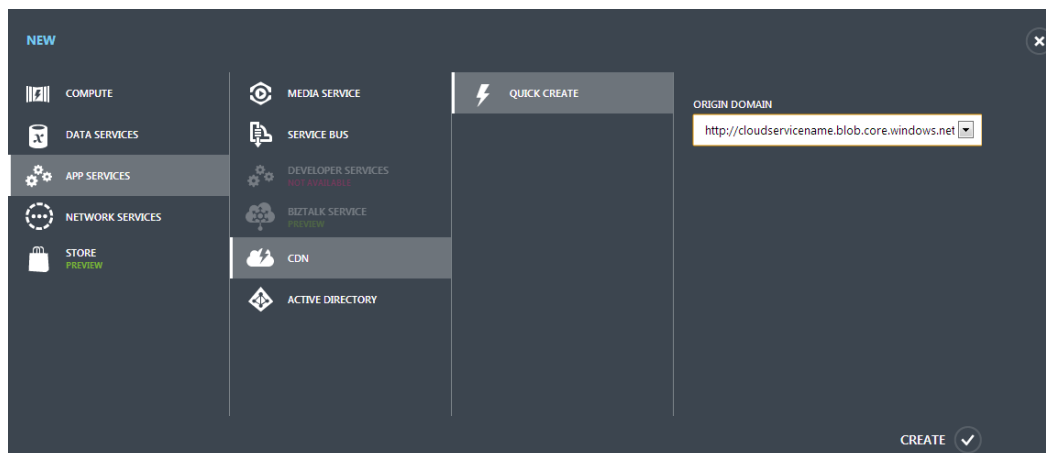 NEW
COMPUTE
DATA SERVICES
APP SERVICES
NETWORK SERVICES
STORE
PREVIEW
MEDIA SERVICE
SERVICE BUS
DEVELOPER SERVICES
NOT AVAILABLE
BIZTALK SERVICE
PREVIEW
CDN
ACTIVE DIRECTORY
QUICK CREATE
ORIGIN DOMAIN
http://cloudservicename.blob.core.windows.net
CREATE